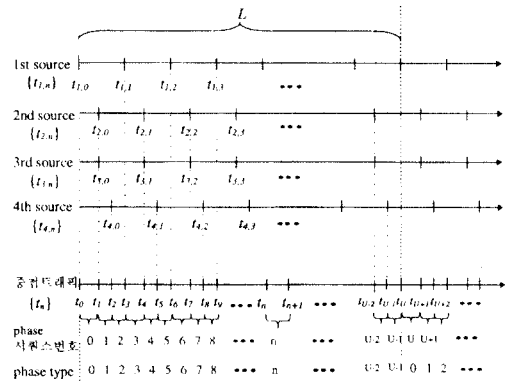 L
1st source
{t1,n} t1,0 t1,1 t1,2 t1,3 •••
2nd source
{t2,n} t2,0 t2,1 t2,2 t2,3 •••
3rd source
{t3,n} t3,0 t3,1 t3,2 t3,3 •••
4th source
{t4,n} t4,0 t4,1 t4,2 t4,3 •••
중첩트래픽
{tn} t0 t1 t2 t3 t4 t5 t6 t7 t8 t9 ••• tn tn+1 ••• tU-2 tU-1 tU tU+1 tU+2 •••
phase
시퀀스번호 0 1 2 3 4 5 6 7 8 ••• n ••• U-2 U-1 U U+1 •••
phase type 0 1 2 3 4 5 6 7 8 ••• n ••• U-2 U-1 0 1 2 •••